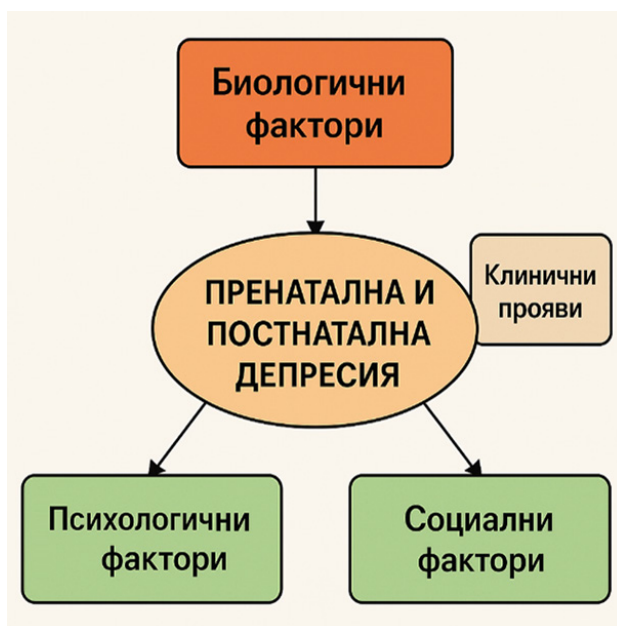 Биологични
фактори
ПРЕНАТАЛНА И
ПОСТНАТАЛНА
ДЕПРЕСИЯ
Клинични
прояви
Психологични
фактори
Социални
фактори